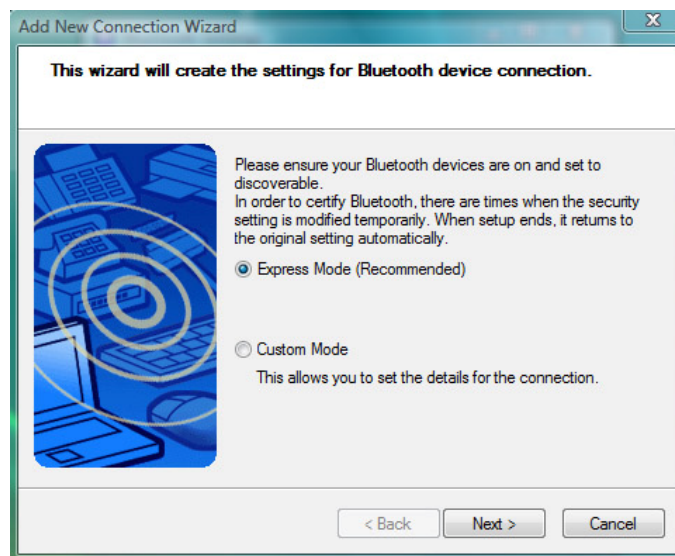 Add New Connection Wizard
This wizard will create the settings for Bluetooth device connection.
Please ensure your Bluetooth devices are on and set to
discoverable.
In order to certify Bluetooth, there are times when the security
setting is modified temporarily. When setup ends, it returns to
the original setting automatically.
Express Mode (Recommended)
Custom Mode
This allows you to set the details for the connection.
< Back Next > Cancel